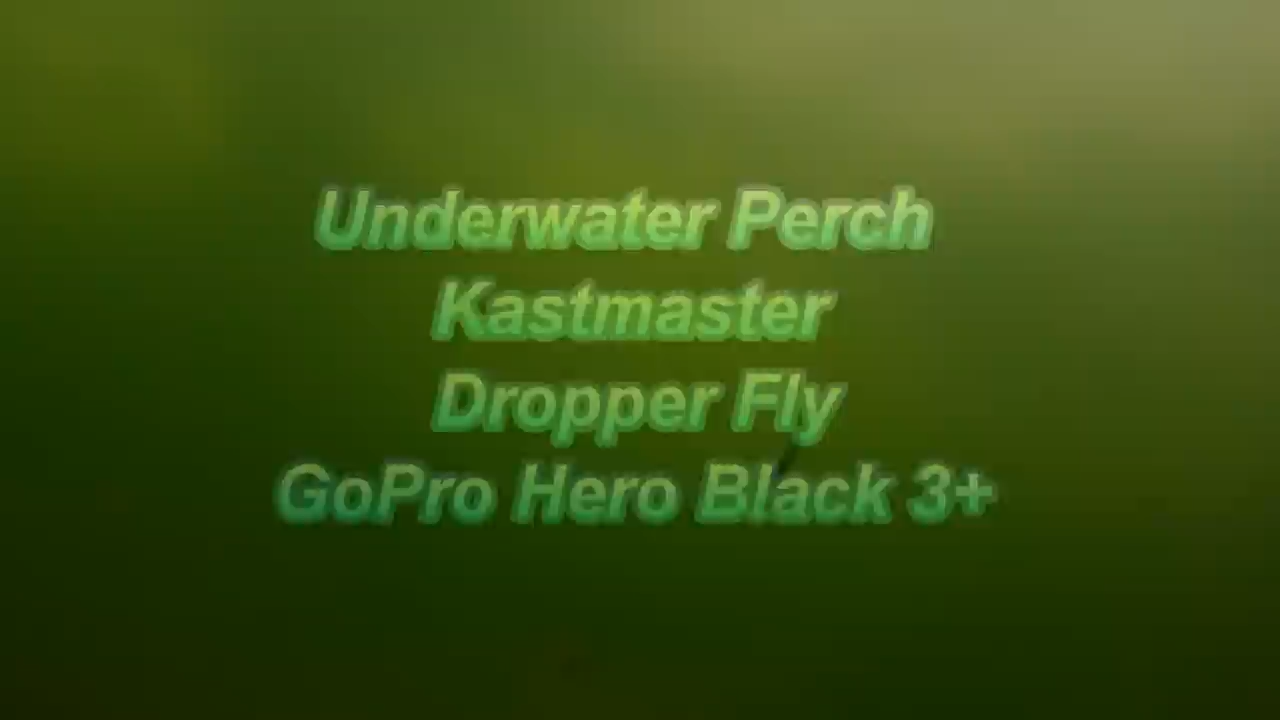 Underwater Perch
Kastmaster
Dropper Fly
GoPro Hero Black 3+